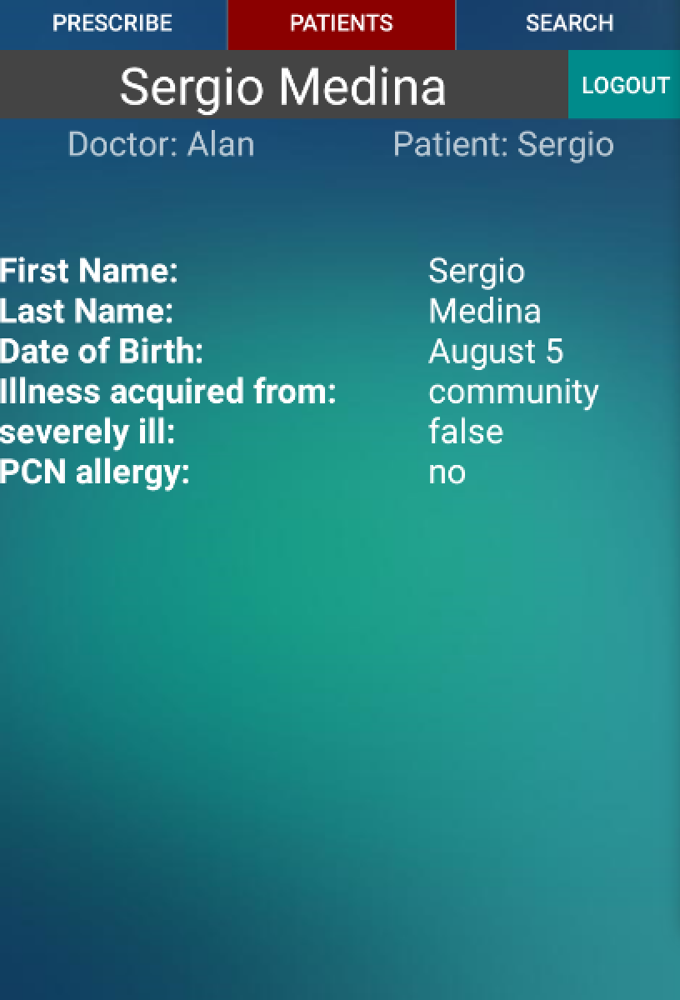 PRESCRIBE PATIENTS SEARCH
Sergio Medina LOGOUT
Doctor: Alan Patient: Sergio
First Name: Sergio
Last Name: Medina
Date of Birth: August 5
Illness acquired from: community
severely ill: false
PCN allergy: no